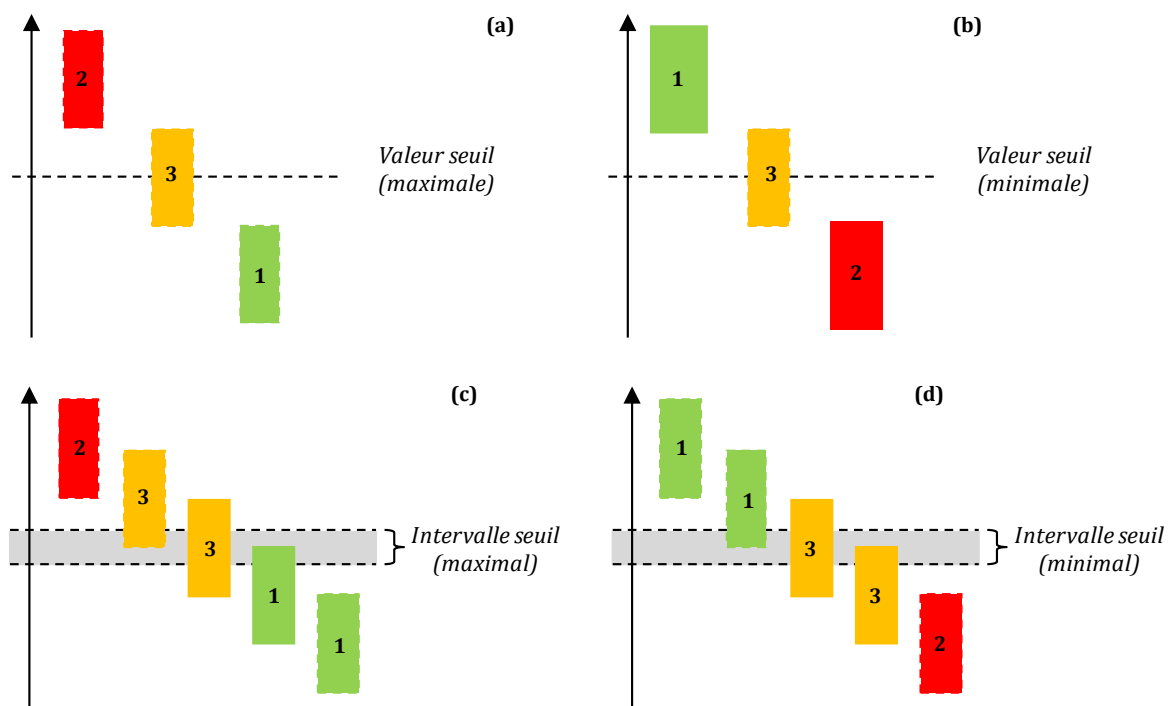 (a)
2
3
Valeur seuil
(maximale)
1
(b)
1
3
Valeur seuil
(minimale)
2
(c)
2
3
3
Intervalle seuil
(maximal)
1
1
(d)
1
1
3
Intervalle seuil
(minimal)
3
2